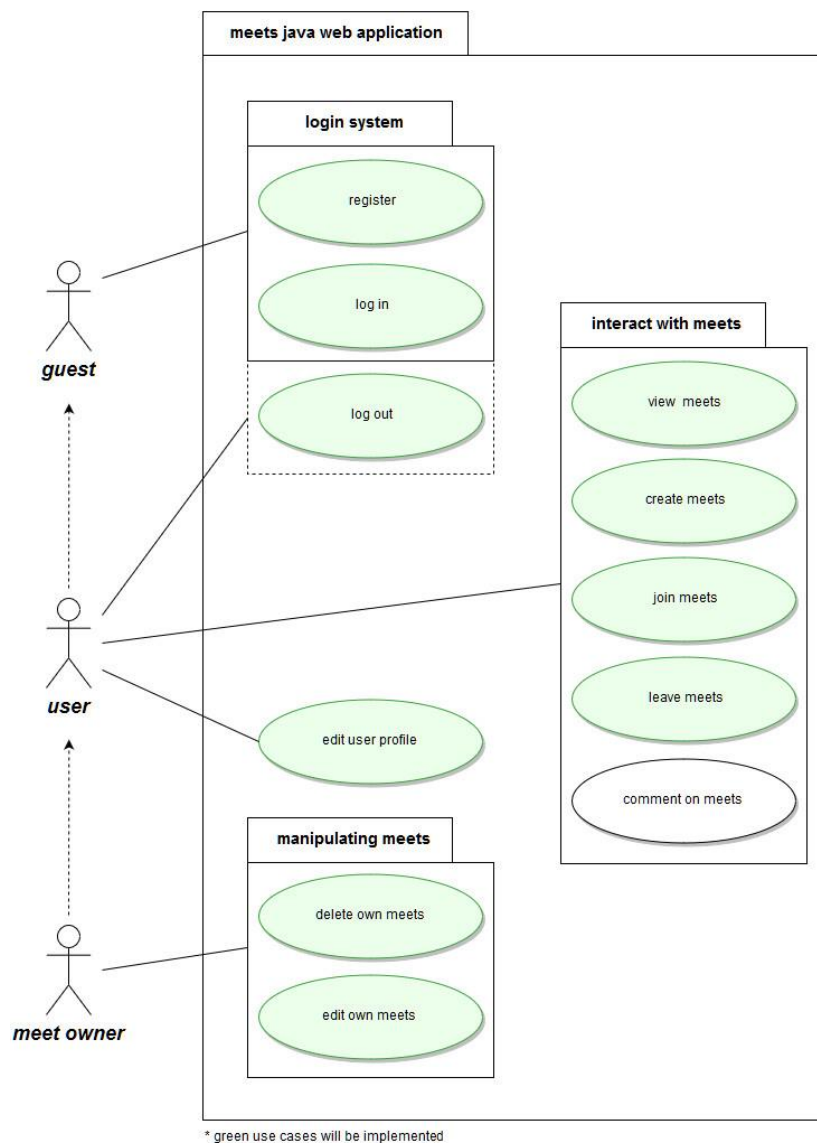 meets java web application
login system
register
log in
guest
interact with meets
view meets
log out
create meets
join meets
user
leave meets
edit user profile
comment on meets
manipulating meets
delete own meets
meet owner
edit own meets
* green use cases will be implemented